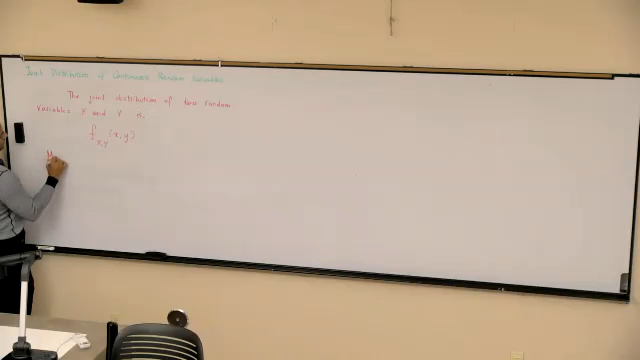 Joint Distribution of Continuous Random Variables
The joint distribution of two random
variables X and Y is
f_{X,Y} (x, y)